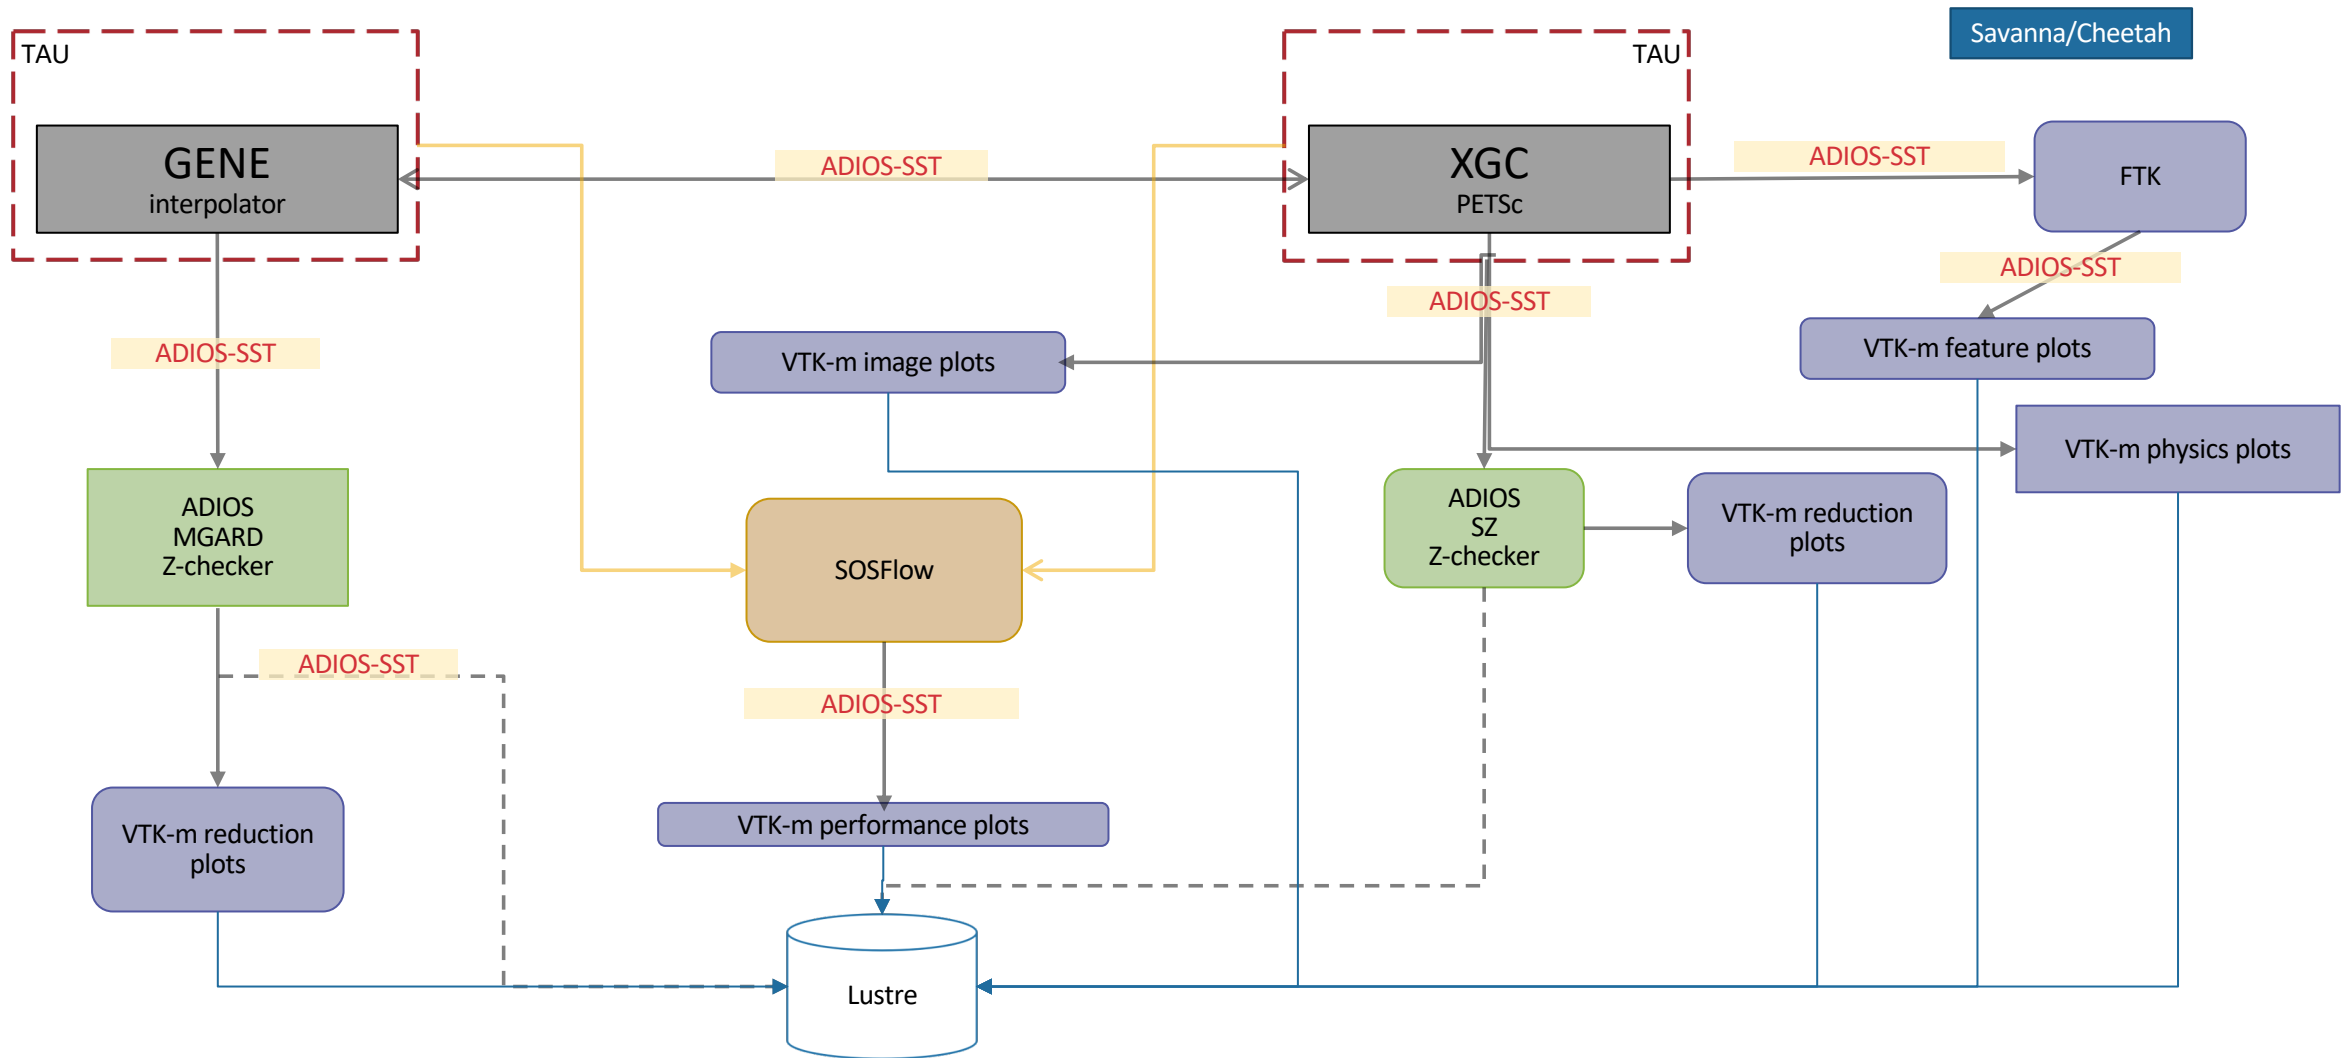 Savanna/Cheetah
TAU
TAU
GENE
interpolator
ADIOS-SST
XGC
PETSc
ADIOS-SST
FTK
ADIOS-SST
ADIOS-SST
ADIOS-SST
VTK-m image plots
VTK-m feature plots
ADIOS-SST
VTK-m physics plots
ADIOS
MGARD
Z-checker
SOSFlow
ADIOS
SZ
Z-checker
VTK-m reduction
plots
ADIOS-SST
ADIOS-SST
VTK-m reduction
plots
VTK-m performance plots
Lustre